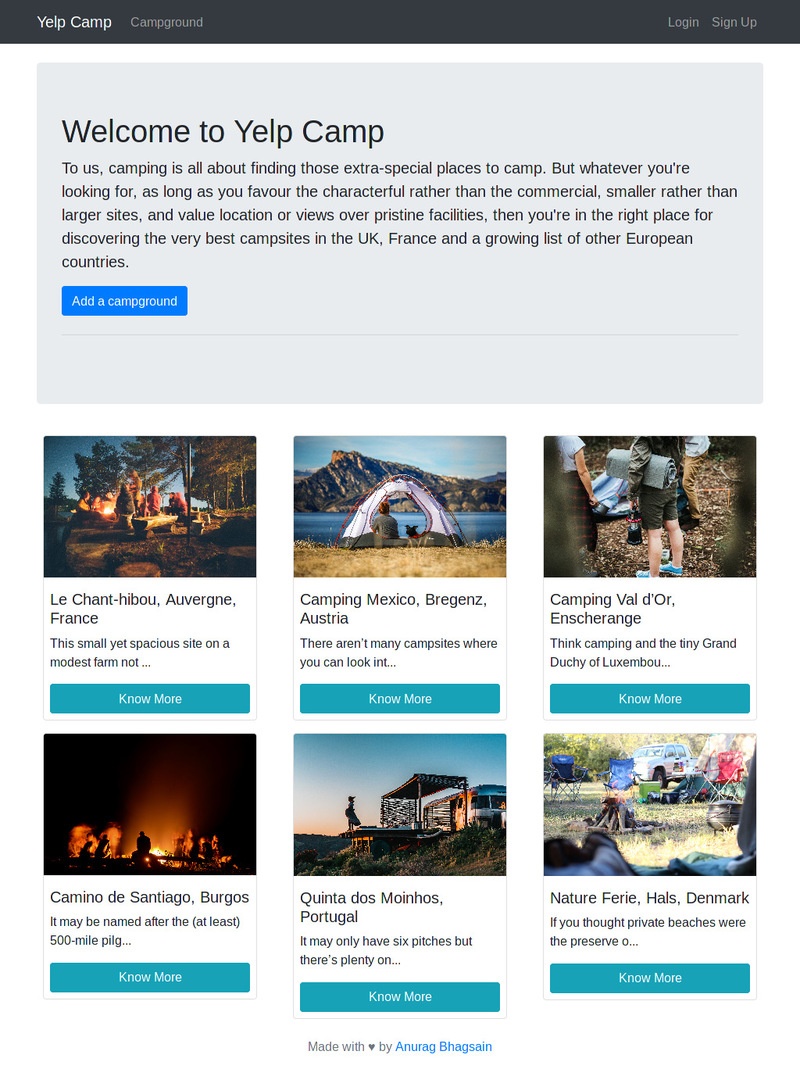 Yelp Camp Campground Login Sign Up
Welcome to Yelp Camp
To us, camping is all about finding those extra-special places to camp. But whatever you're
looking for, as long as you favour the characterful rather than the commercial, smaller rather than
larger sites, and value location or views over pristine facilities, then you're in the right place for
discovering the very best campsites in the UK, France and a growing list of other European
countries.
Add a campground
Le Chant-hibou, Auvergne,
France
This small yet spacious site on a
modest farm not ...
Know More
Camping Mexico, Bregenz,
Austria
There aren’t many campsites where
you can look int...
Know More
Camping Val d’Or,
Enscherange
Think camping and the tiny Grand
Duchy of Luxembou...
Know More
Camino de Santiago, Burgos
It may be named after the (at least)
500-mile pilg...
Know More
Quinta dos Moinhos,
Portugal
It may only have six pitches but
there’s plenty on...
Know More
Nature Ferie, Hals, Denmark
If you thought private beaches were
the preserve o...
Know More
Made with ♥ by Anurag Bhagsain